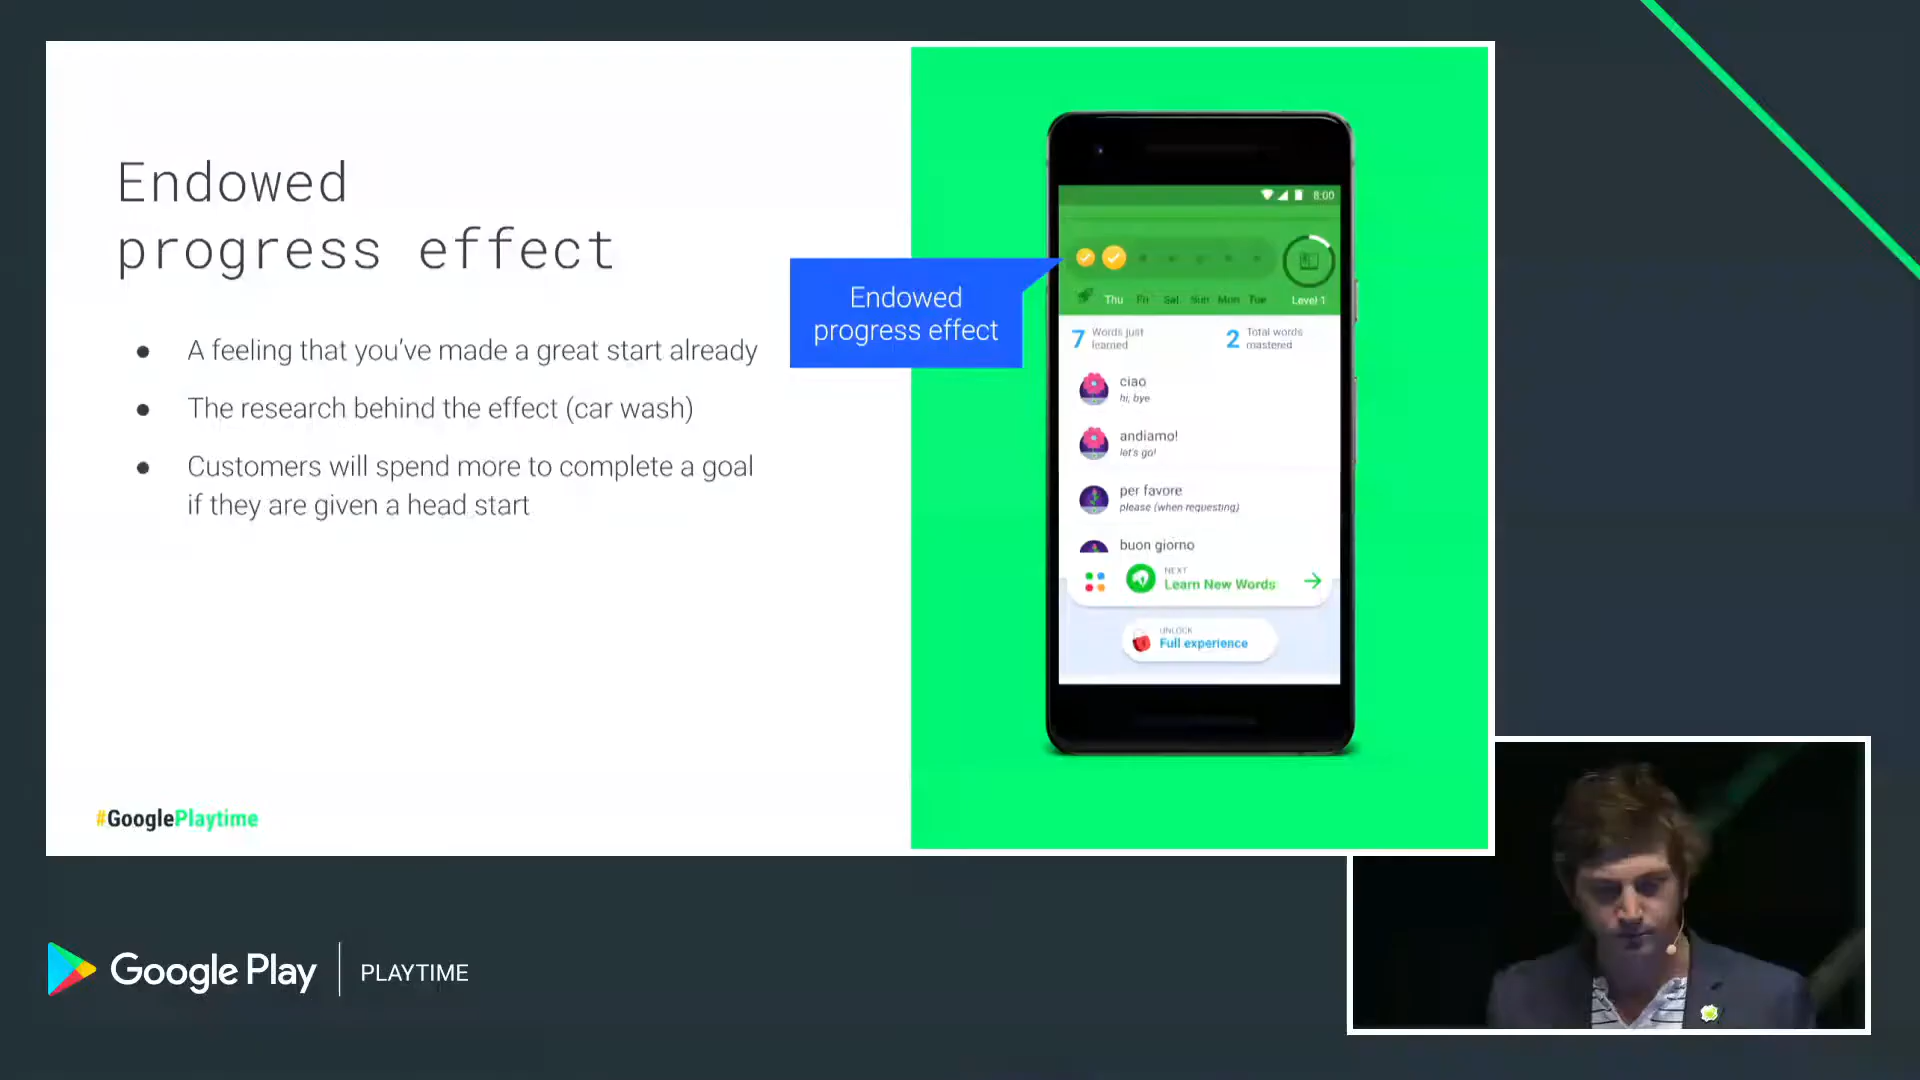 Endowed
progress effect
● A feeling that you've made a great start already
● The research behind the effect (car wash)
● Customers will spend more to complete a goal
if they are given a head start
#GooglePlaytime
Endowed
progress effect
8:00
Thu Fri Sat Sun Mon Tue
Level 1
7 Words just
learned
2 Total words
mastered
ciao
hi, bye
andiamo!
let's go!
per favore
please (when requesting)
buon giorno
NEXT
Learn New Words
UNLOCK
Full experience
Google Play | PLAYTIME